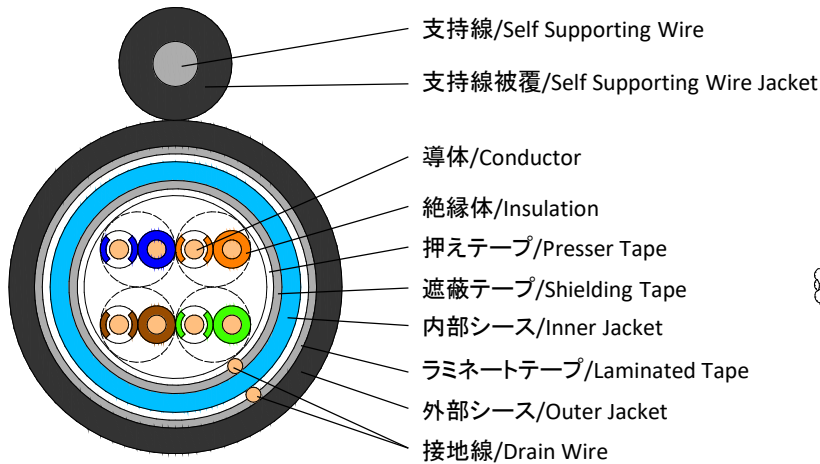 支持線/Self Supporting Wire
支持線被覆/Self Supporting Wire Jacket
導体/Conductor
絶縁体/Insulation
押えテープ/Presser Tape
遮蔽テープ/Shielding Tape
内部シース/Inner Jacket
ラミネートテープ/Laminated Tape
外部シース/Outer Jacket
接地線/Drain Wire